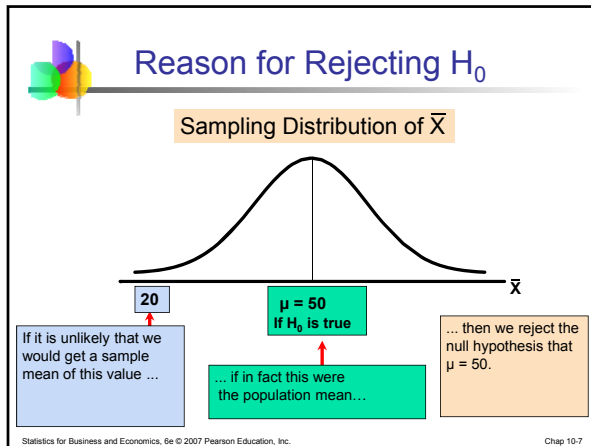 Reason for Rejecting H₀
Sampling Distribution of X̅
X̅
20
μ = 50
If H₀ is true
If it is unlikely that we
would get a sample
mean of this value ...
... if in fact this were
the population mean…
... then we reject the
null hypothesis that
μ = 50.
Statistics for Business and Economics, 6e © 2007 Pearson Education, Inc.
Chap 10-7